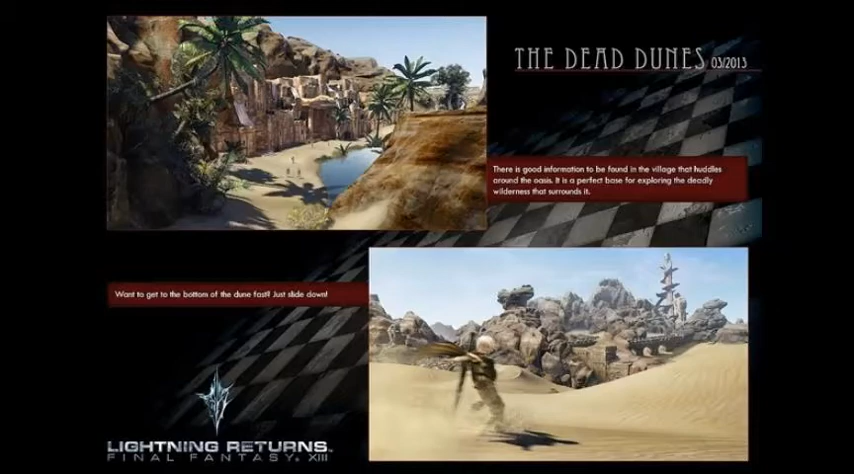 THE DEAD DUNES 03/2013
There is good information to be found in the village that huddles
around the oasis. It is a perfect base for exploring the deadly
wilderness that surrounds it.
Want to get to the bottom of the dune fast? Just slide down!
LIGHTNING RETURNS™
FINAL FANTASY® XIII